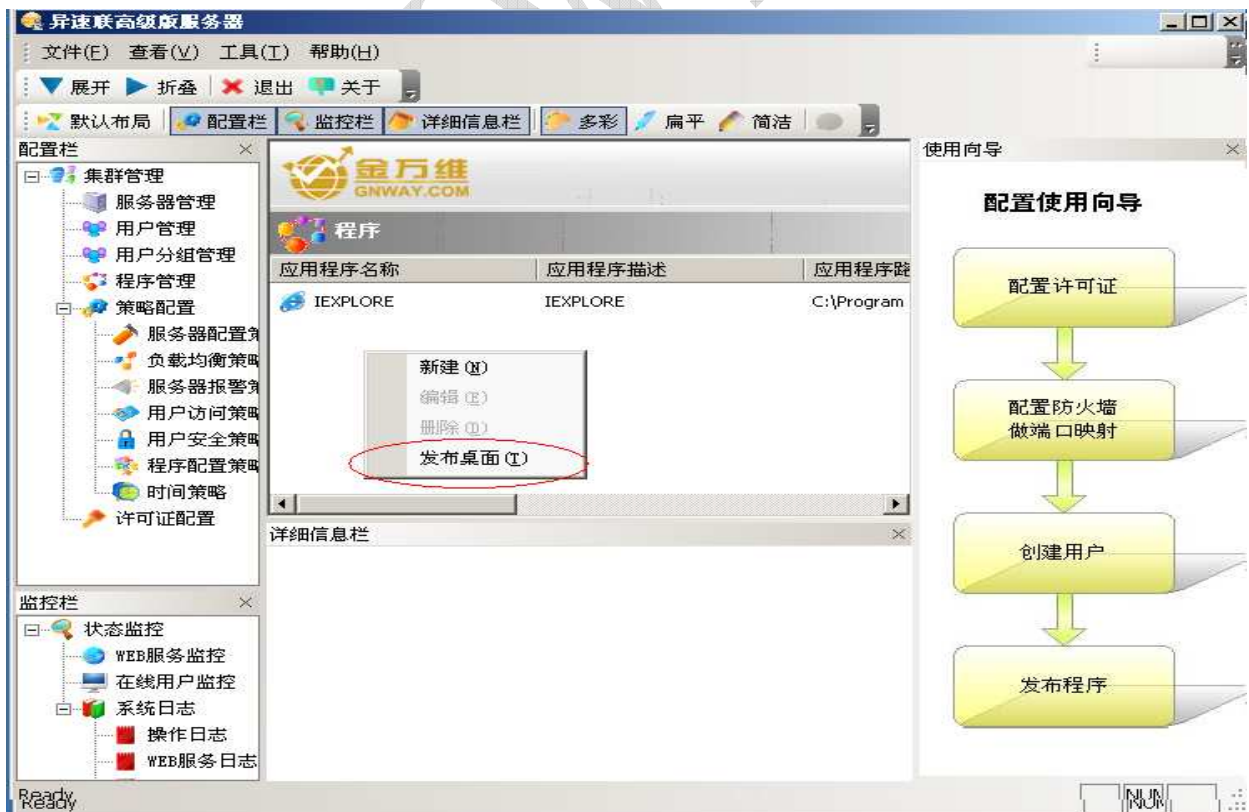 异速联高级版服务器
文件(F) 查看(V) 工具(T) 帮助(H)
展开 折叠 退出 关于
默认布局 配置栏 监控栏 详细信息栏 多彩 扁平 简洁
配置栏
集群管理
服务器管理
用户管理
用户分组管理
程序管理
策略配置
服务器配置策
负载均衡策略
服务器报警策
用户访问策略
用户安全策略
程序配置策略
时间策略
许可证配置
监控栏
状态监控
WEB服务监控
在线用户监控
系统日志
操作日志
WEB服务日志
金万维
GNWAY.COM
程序
应用程序名称 应用程序描述 应用程序路
IEXPLORE IEXPLORE C:\Program
新建(N)
编辑(E)
删除(D)
发布桌面(T)
详细信息栏
使用向导
配置使用向导
配置许可证
配置防火墙
做端口映射
创建用户
发布程序
Ready
NUM